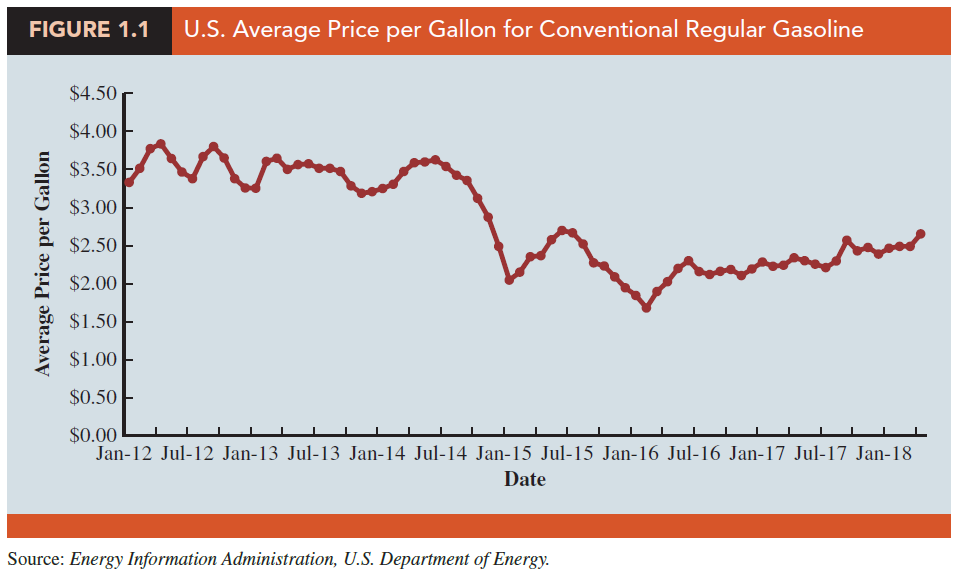 FIGURE 1.1 U.S. Average Price per Gallon for Conventional Regular Gasoline
Average Price per Gallon
$4.50
$4.00
$3.50
$3.00
$2.50
$2.00
$1.50
$1.00
$0.50
$0.00
Jan-12 Jul-12 Jan-13 Jul-13 Jan-14 Jul-14 Jan-15 Jul-15 Jan-16 Jul-16 Jan-17 Jul-17 Jan-18
Date
Source: Energy Information Administration, U.S. Department of Energy.